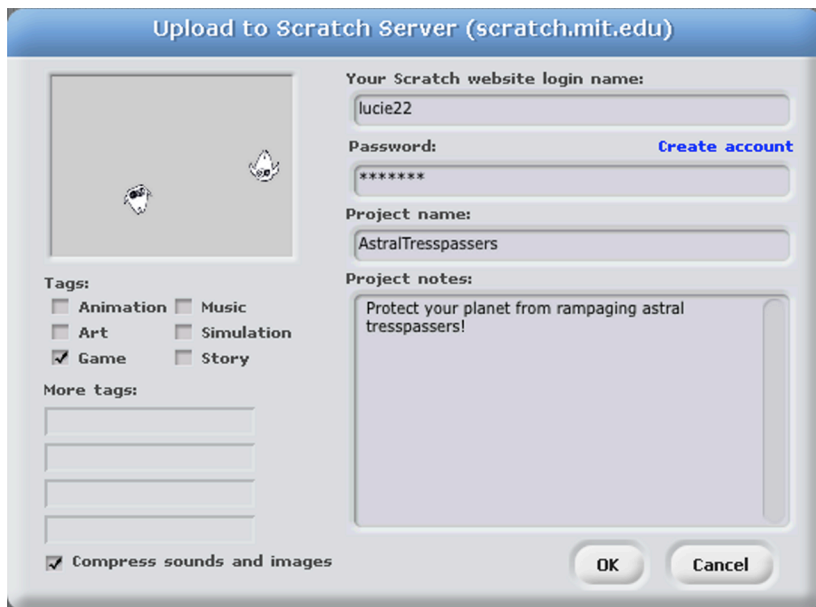 Upload to Scratch Server (scratch.mit.edu)
Your Scratch website login name:
lucie22
Password:
Create account
*******
Project name:
AstralTresspassers
Project notes:
Protect your planet from rampaging astral
tresspassers!
Tags:
Animation
Music
Art
Simulation
Game
Story
More tags:
Compress sounds and images
OK
Cancel